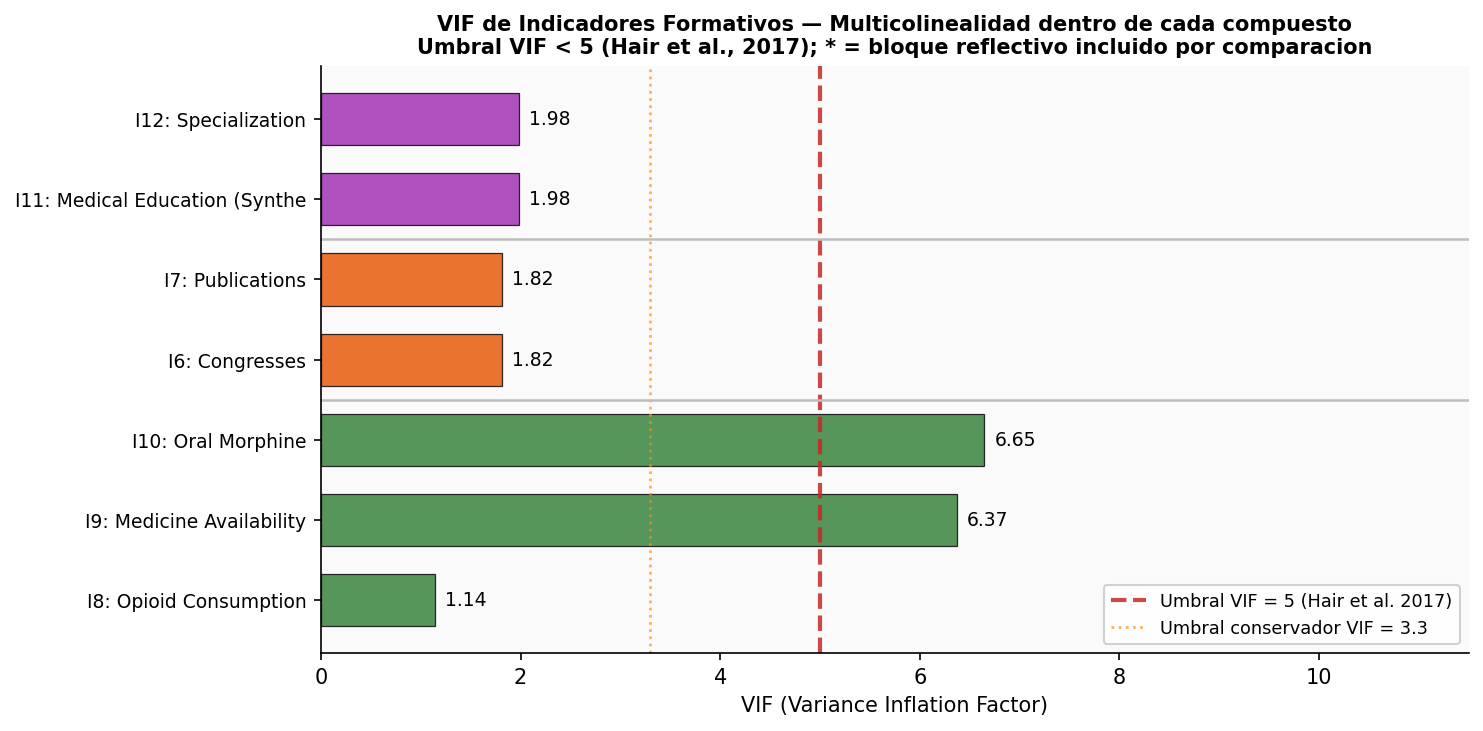 VIF de Indicadores Formativos — Multicolinealidad dentro de cada compuesto
Umbral VIF < 5 (Hair et al., 2017); * = bloque reflectivo incluido por comparacion
I12: Specialization
1.98
I11: Medical Education (Synthe
1.98
I7: Publications
1.82
I6: Congresses
1.82
I10: Oral Morphine
6.65
I9: Medicine Availability
6.37
I8: Opioid Consumption
1.14
Umbral VIF = 5 (Hair et al. 2017)
Umbral conservador VIF = 3.3
0 2 4 6 8 10
VIF (Variance Inflation Factor)